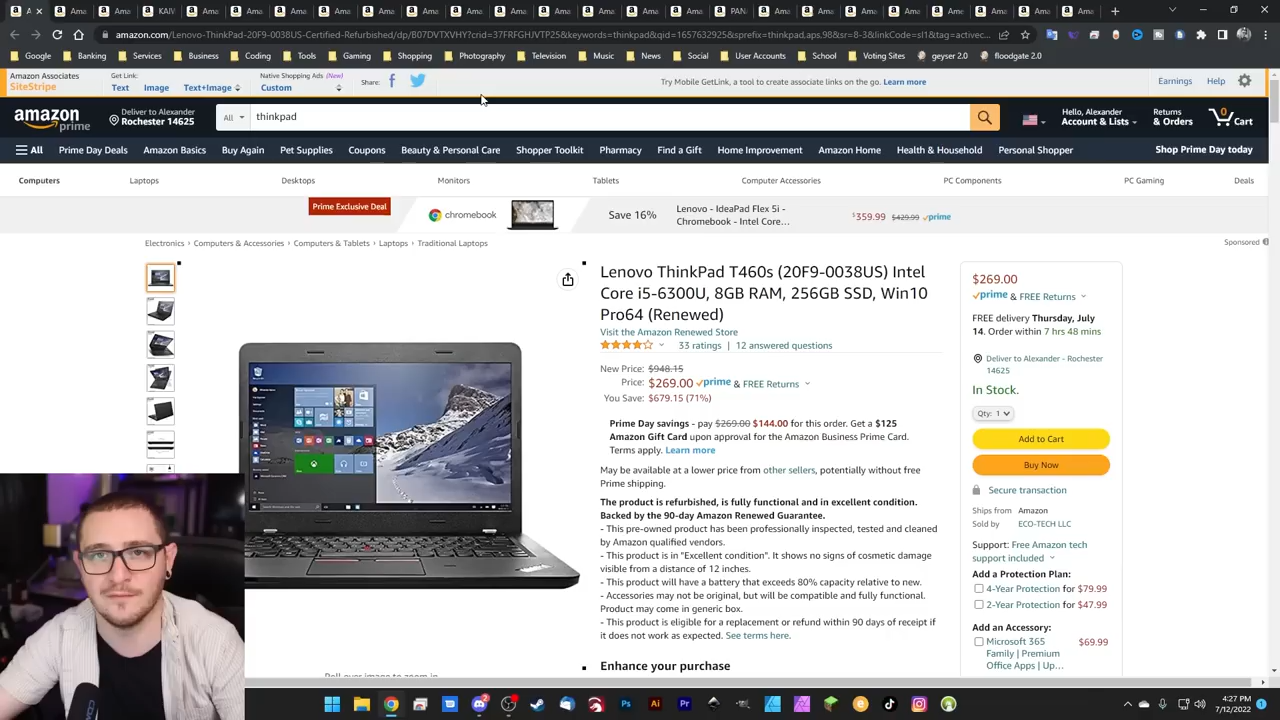 amazon.com/Lenovo-ThinkPad-20F9-0038US-Certified-Refurbished/dp/B07DVTXVHY?crid=37FRFGHJVTP25&keywords=thinkpad&qid=1657632925&sprefix=thinkpad,aps,98&sr=8-3&linkCode=sl1&tag=activec...
Google Banking Services Business Coding Tools Gaming Shopping Photography Television Music News Social User Accounts School Voting Sites geyser 2.0 floodgate 2.0
Amazon Associates
SiteStripe
Get Link:
Text Image Text+Image
Native Shopping Ads (New)
Custom
Share:
Try Mobile GetLink, a tool to create associate links on the go. Learn more
Earnings Help
amazon prime
Deliver to Alexander
Rochester 14625
All
thinkpad
Hello, Alexander
Account & Lists
Returns
& Orders
0
Cart
All Prime Day Deals Amazon Basics Buy Again Pet Supplies Coupons Beauty & Personal Care Shopper Toolkit Pharmacy Find a Gift Home Improvement Amazon Home Health & Household Personal Shopper Shop Prime Day today
Computers Laptops Desktops Monitors Tablets Computer Accessories PC Components PC Gaming Deals
Prime Exclusive Deal
chromebook
Save 16%
Lenovo - IdeaPad Flex 5i -
Chromebook - Intel Core...
$359.99 $429.99 prime
Sponsored
Electronics › Computers & Accessories › Computers & Tablets › Laptops › Traditional Laptops
Lenovo ThinkPad T460s (20F9-0038US) Intel
Core i5-6300U, 8GB RAM, 256GB SSD, Win10
Pro64 (Renewed)
Visit the Amazon Renewed Store
33 ratings | 12 answered questions
New Price: $948.15
Price: $269.00 prime & FREE Returns
You Save: $679.15 (71%)
Prime Day savings - pay $269.00 $144.00 for this order. Get a $125
Amazon Gift Card upon approval for the Amazon Business Prime Card.
Terms apply. Learn more
May be available at a lower price from other sellers, potentially without free
Prime shipping.
The product is refurbished, is fully functional and in excellent condition.
Backed by the 90-day Amazon Renewed Guarantee.
- This pre-owned product has been professionally inspected, tested and cleaned
by Amazon qualified vendors.
- This product is in "Excellent condition". It shows no signs of cosmetic damage
visible from a distance of 12 inches.
- This product will have a battery that exceeds 80% capacity relative to new.
- Accessories may not be original, but will be compatible and fully functional.
Product may come in generic box.
- This product is eligible for a replacement or refund within 90 days of receipt if
it does not work as expected. See terms here.
Enhance your purchase
Roll over image to zoom in
$269.00
prime & FREE Returns
FREE delivery Thursday, July
14. Order within 7 hrs 48 mins
Deliver to Alexander - Rochester
14625
In Stock.
Qty: 1
Add to Cart
Buy Now
Secure transaction
Ships from Amazon
Sold by ECO-TECH LLC
Support: Free Amazon tech
support included
Add a Protection Plan:
4-Year Protection for $79.99
2-Year Protection for $47.99
Add an Accessory:
Microsoft 365
Family | Premium
Office Apps | Up...
$69.99
4:27 PM
7/12/2022